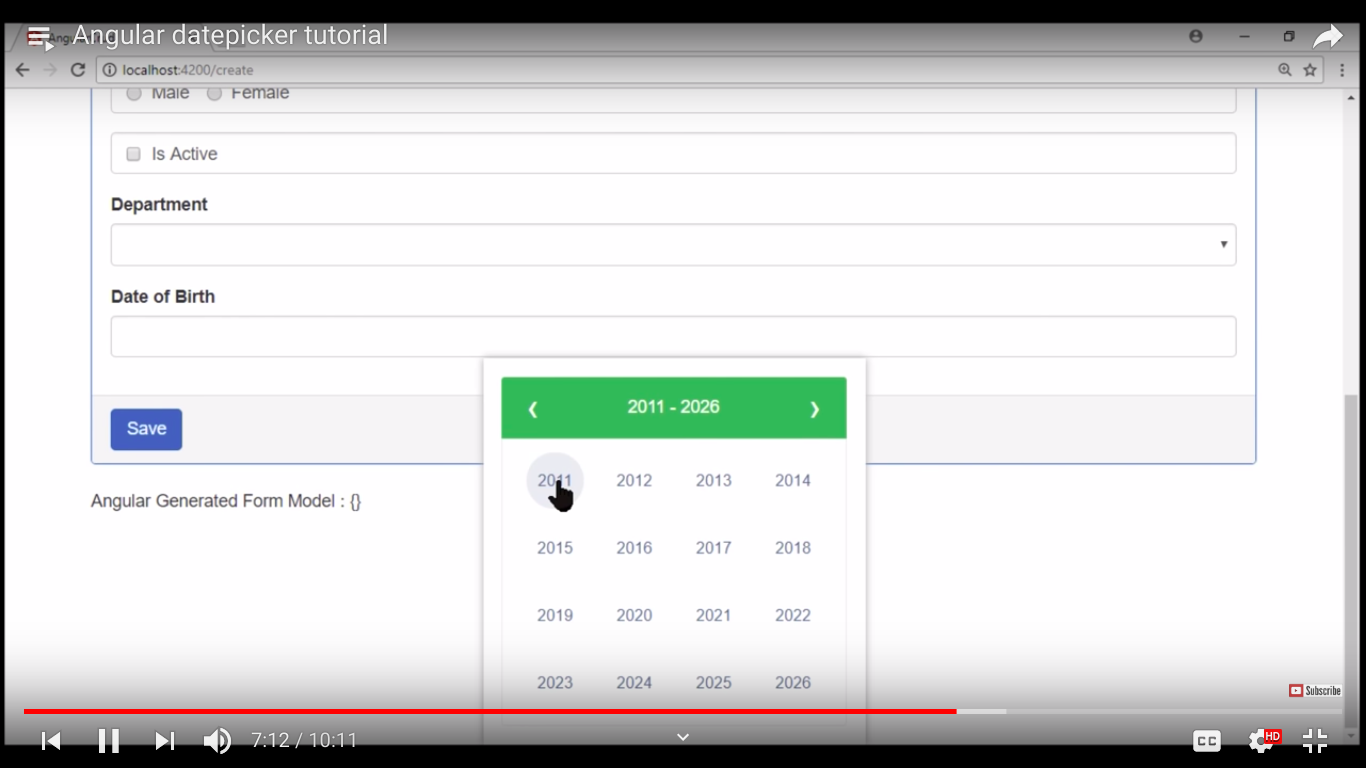 Angular datepicker tutorial
localhost:4200/create
Male Female
Is Active
Department
Date of Birth
2011 - 2026
Save
2011 2012 2013 2014
Angular Generated Form Model : {}
2015 2016 2017 2018
2019 2020 2021 2022
2023 2024 2025 2026
Subscribe
7:12 / 10:11
CC
HD